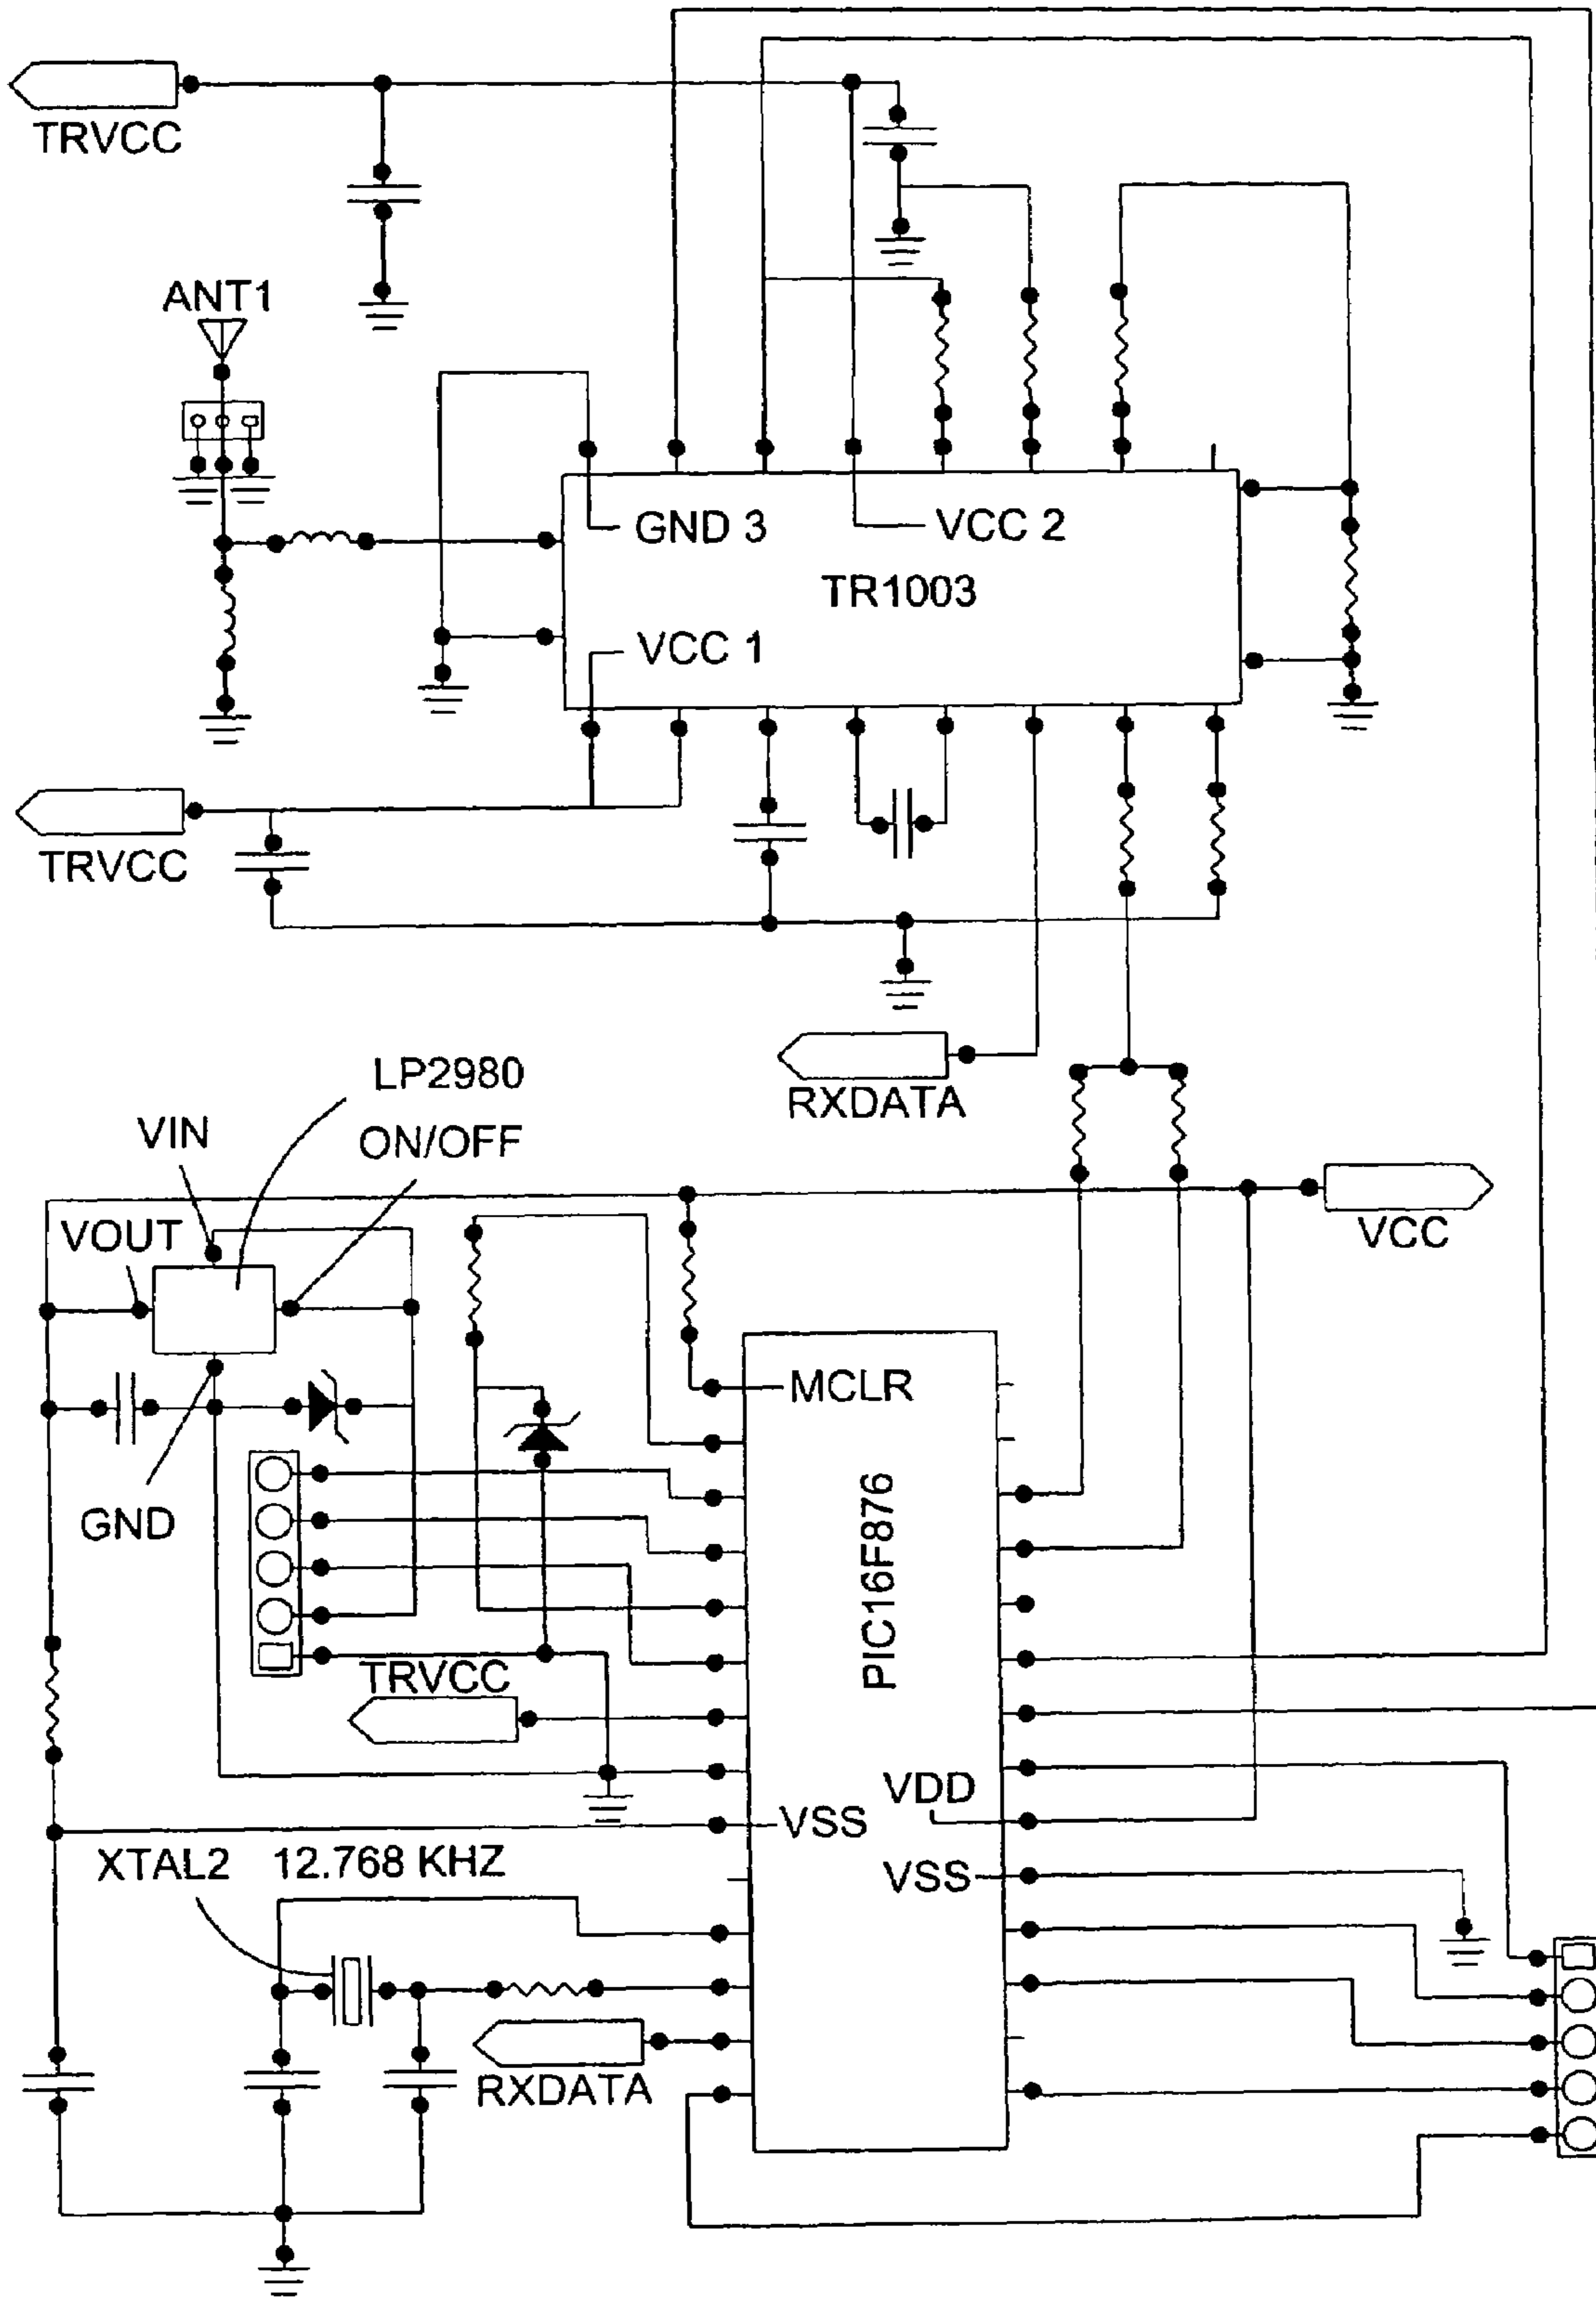 TRVCC
ANT1
GND 3
VCC 2
TR1003
VCC 1
TRVCC
RXDATA
LP2980
VIN
ON/OFF
VOUT
VCC
MCLR
GND
PIC16F876
TRVCC
VDD
VSS
XTAL2 12.768 KHZ
VSS
RXDATA